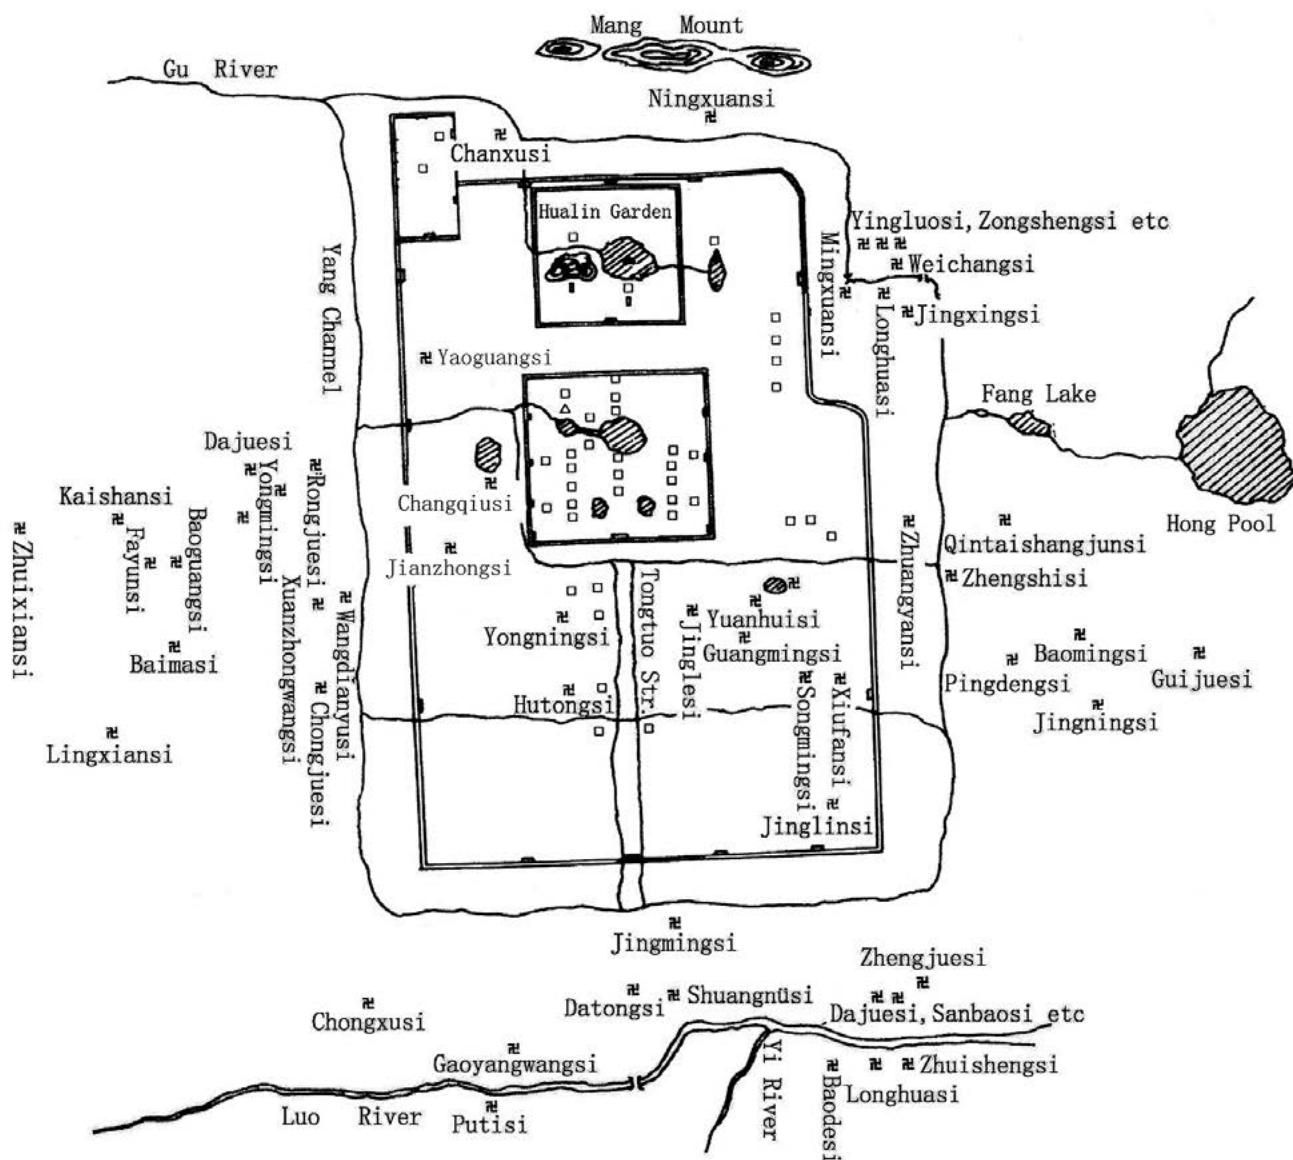 Mang Mount
Gu River
Ningxuansi
Chanxusi
Hualin Garden
Yingluosi, Zongshengsi etc
Mingxuansi
Weichangsi
Longhuasi
Jingxingsi
Yang Channel
Yaoguangsi
Fang Lake
Dajuesi
Yongmingsi
Rongjuesi
Kaishansi
Fayunsi
Baoguangsi
Changqiusi
Hong Pool
Zhuixiansi
Jianzhongsi
Zhuangyansi
Qintaishangjunsi
Zhengshisi
Xuanzhongwangsi
Wangdianyusi
Tongtuo Str.
Yongningsi
Jinglesi
Yuanhuisi
Guangmingsi
Baimasi
Baomingsi
Pingdengsi
Guijuesi
Hutongsi
Chongjuesi
Songmingsi
Xiufansi
Jingningsi
Lingxiansi
Jinglinsi
Jingmingsi
Zhengjuesi
Chongxusi
Datongsi
Shuangnüsi
Dajuesi, Sanbaosi etc
Gaoyangwangsi
Yi River
Baodesi
Zhuishengsi
Longhuasi
Luo River
Putisi